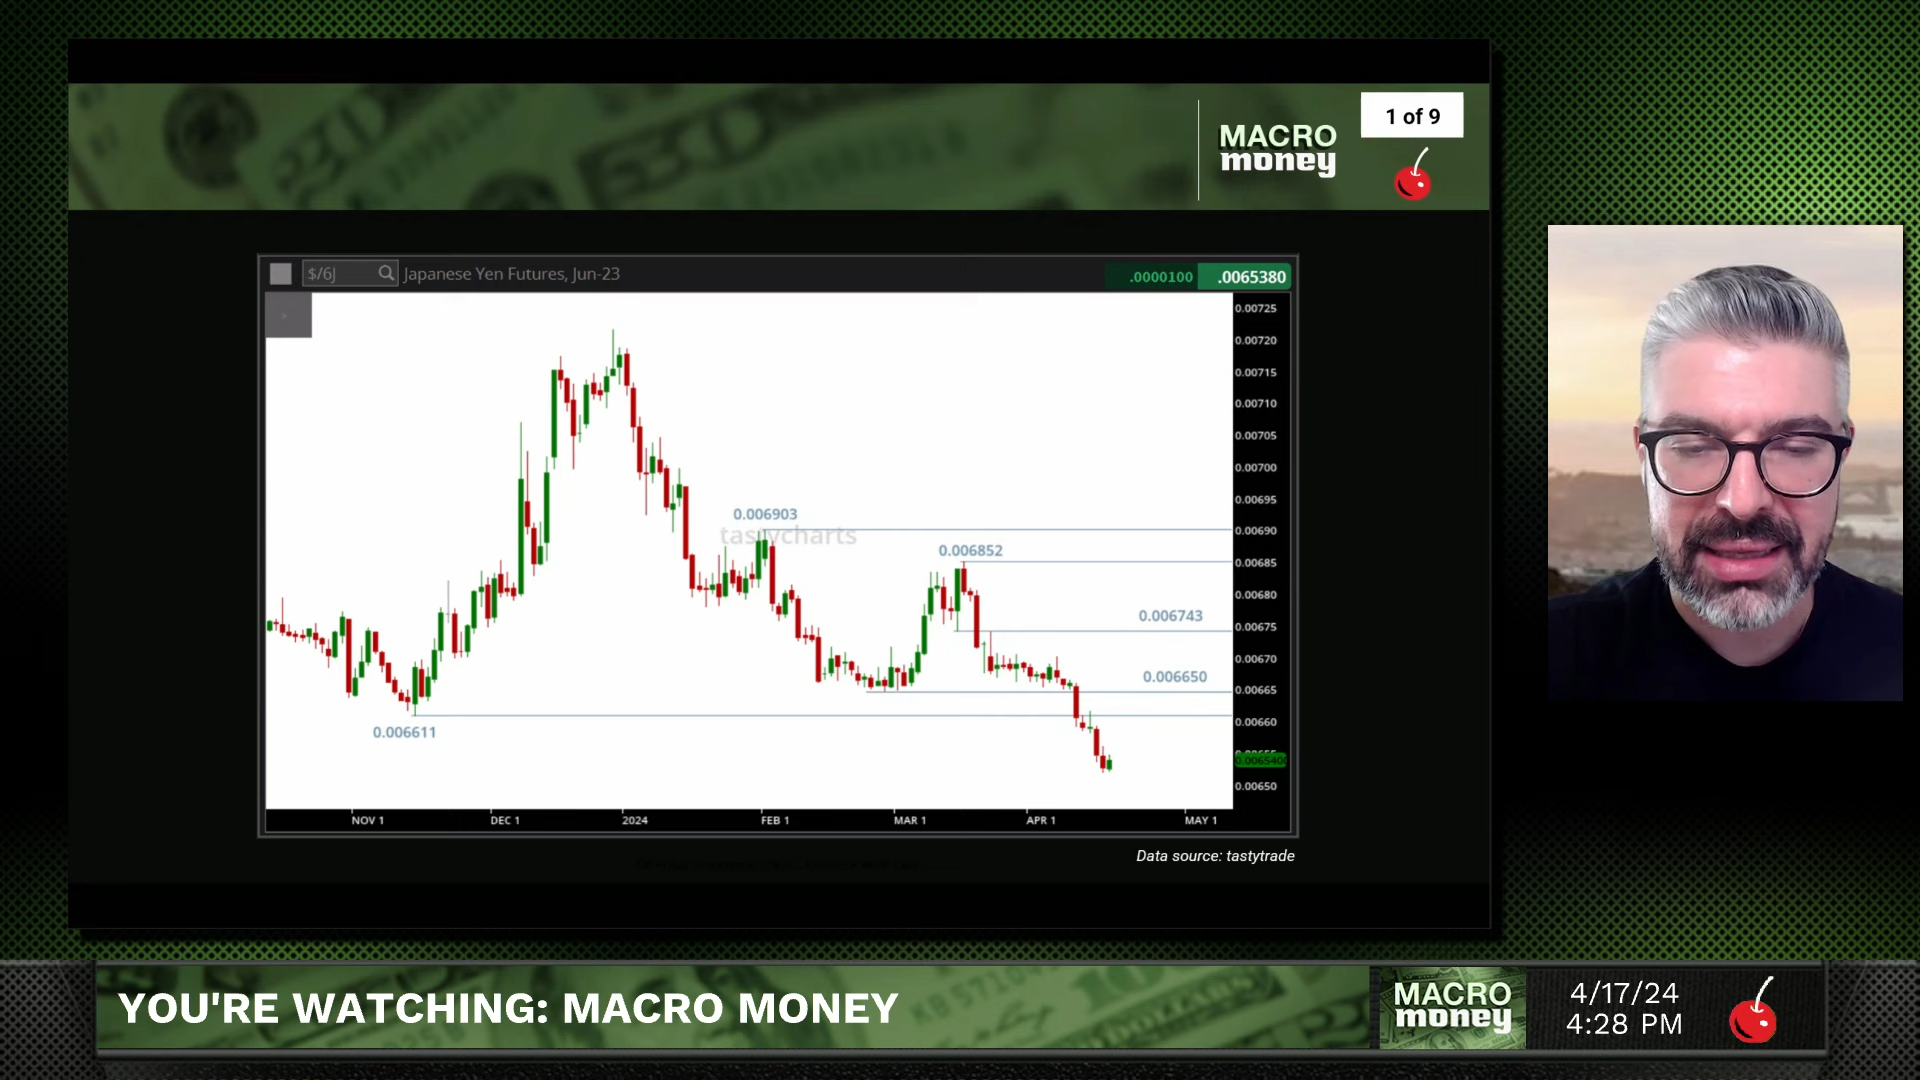 1 of 9
MACRO
money
$/6J
Japanese Yen Futures, Jun-23
.0000100
.0065380
0.00725
0.00720
0.00715
0.00710
0.00705
0.00700
0.00695
0.00690
0.00685
0.00680
0.00675
0.00670
0.00665
0.00660
0.00655
0.006540
0.00650
0.006903
tastycharts
0.006852
0.006743
0.006650
0.006611
NOV 1
DEC 1
2024
FEB 1
MAR 1
APR 1
MAY 1
Data source: tastytrade
YOU'RE WATCHING: MACRO MONEY
MACRO
money
4/17/24
4:28 PM